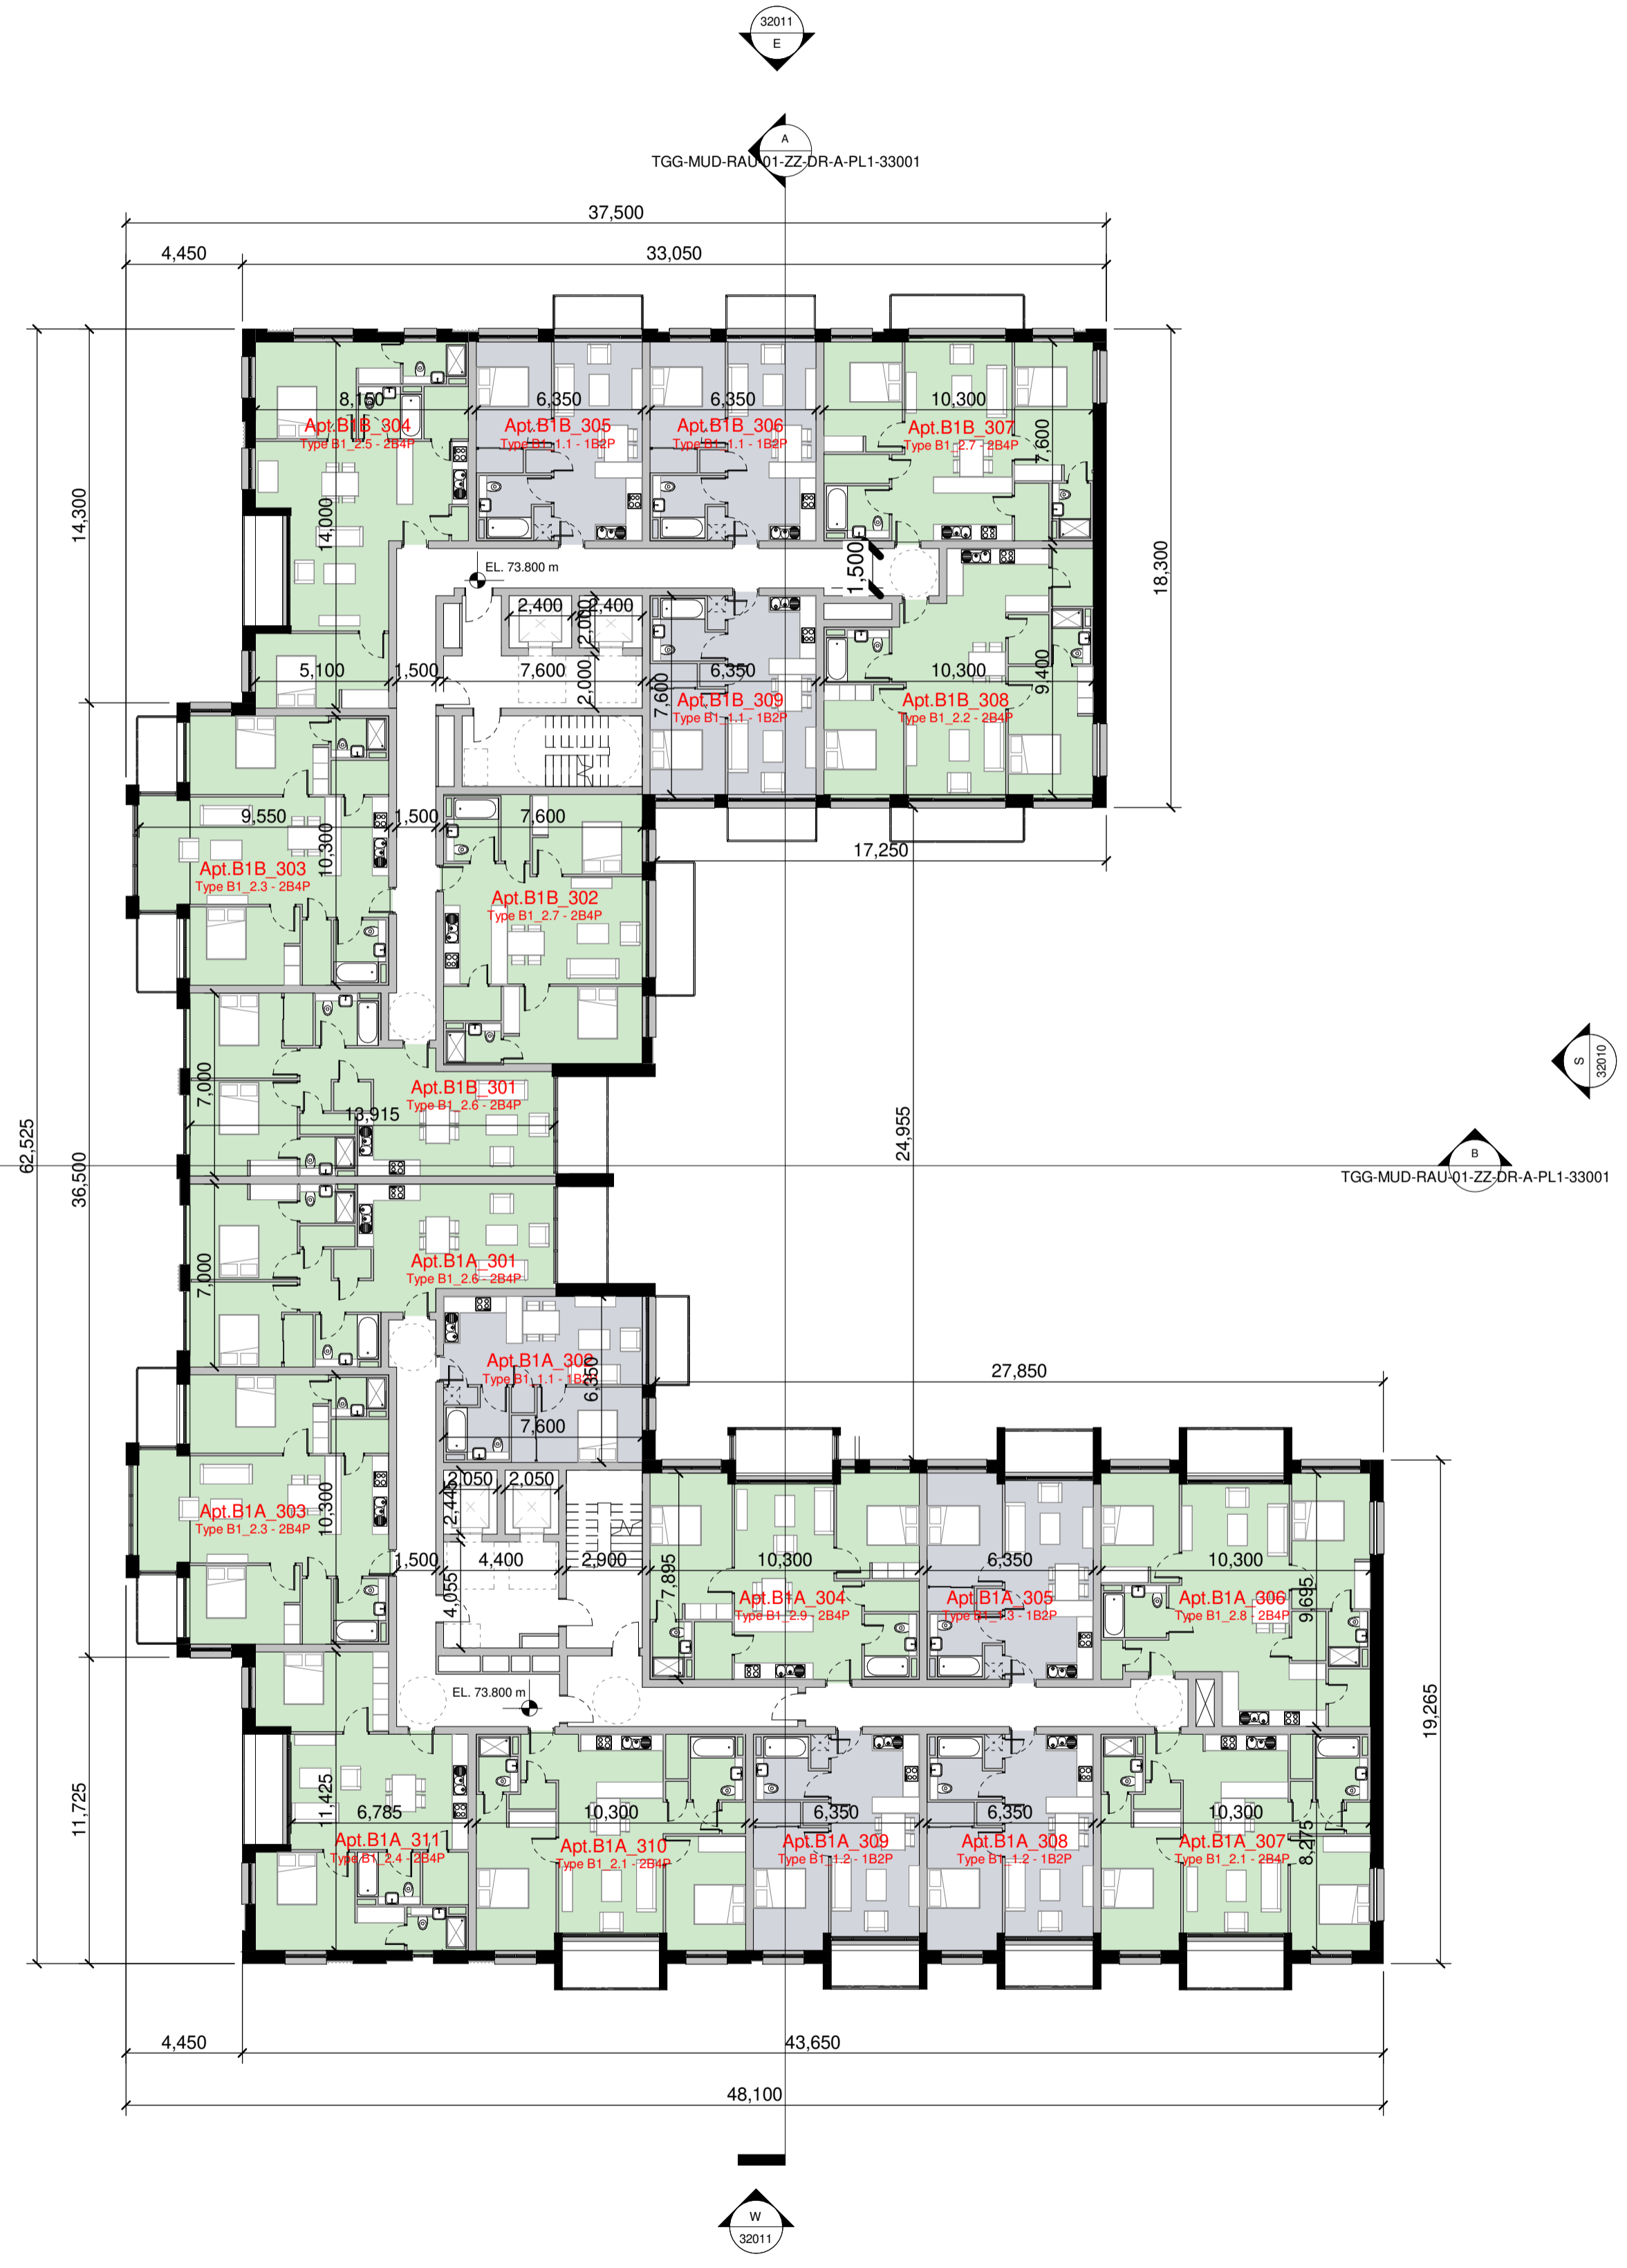 32011
E
A
TGG-MUD-RAU-01-ZZ-DR-A-PL1-33001
37,500
4,450
33,050
8,150
6,350
6,350
10,300
Apt.B1B_304
Type B1_2.5 - 2B4P
Apt.B1B_305
Type B1_1.1 - 1B2P
Apt.B1B_306
Type B1_1.1 - 1B2P
Apt.B1B_307
Type B1_2.7 - 2B4P
7,600
14,300
14,000
18,300
1,500
EL. 73.800 m
2,400
2,400
2,000
5,100
1,500
7,600
2,000
6,350
10,300
9,400
7,600
Apt.B1B_309
Type B1_1.1 - 1B2P
Apt.B1B_308
Type B1_2.2 - 2B4P
9,550
1,500
7,600
10,300
17,250
Apt.B1B_303
Type B1_2.3 - 2B4P
Apt.B1B_302
Type B1_2.7 - 2B4P
S
32010
7,000
Apt.B1B_301
Type B1_2.6 - 2B4P
13,915
62,525
36,500
24,955
B
TGG-MUD-RAU-01-ZZ-DR-A-PL1-33001
7,000
Apt.B1A_301
Type B1_2.6 - 2B4P
Apt.B1A_302
Type B1_1.1 - 1B2P
6,350
27,850
7,600
2,050
2,050
2,445
Apt.B1A_303
Type B1_2.3 - 2B4P
10,300
1,500
4,400
2,900
10,300
6,350
10,300
7,895
4,055
9,695
Apt.B1A_304
Type B1_2.9 - 2B4P
Apt.B1A_305
Type B1_1.3 - 1B2P
Apt.B1A_306
Type B1_2.8 - 2B4P
EL. 73.800 m
19,265
11,725
11,425
6,785
10,300
6,350
6,350
10,300
8,275
Apt.B1A_311
Type B1_2.4 - 2B4P
Apt.B1A_310
Type B1_2.1 - 2B4P
Apt.B1A_309
Type B1_1.2 - 1B2P
Apt.B1A_308
Type B1_1.2 - 1B2P
Apt.B1A_307
Type B1_2.1 - 2B4P
4,450
43,650
48,100
W
32011